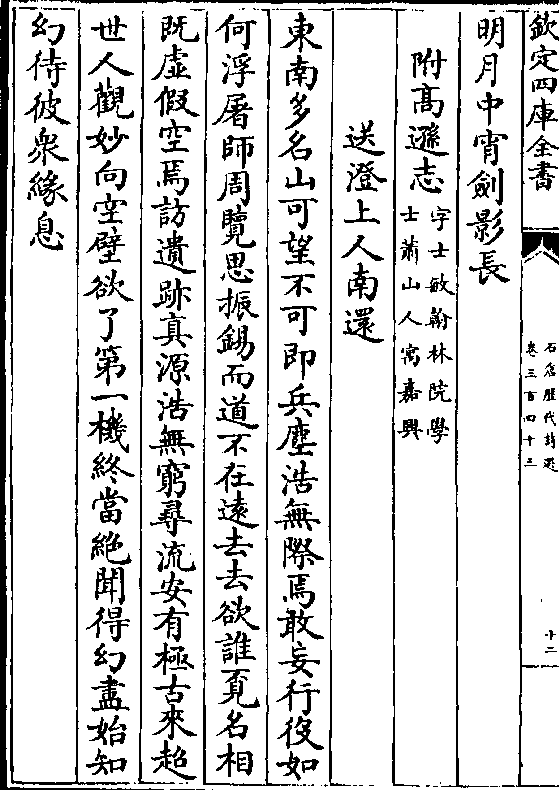 欽定四庫全書
石倉歷代詩選
卷三百四十三
十二
明月中宵劍影長
附高遜志
字士敏翰林院學
士蕭山人寓嘉興
送澄上人南還
東南多名山可望不可即兵塵浩無際焉敢妄行役如
何浮屠師周覽思振錫而道不在遠去去欲誰覔名相
既虛假空焉訪遺跡真源浩無窮尋流安有極古來超
世人觀妙向空壁欲了第一機終當絶聞得幻盡始知
幻待彼衆緣息